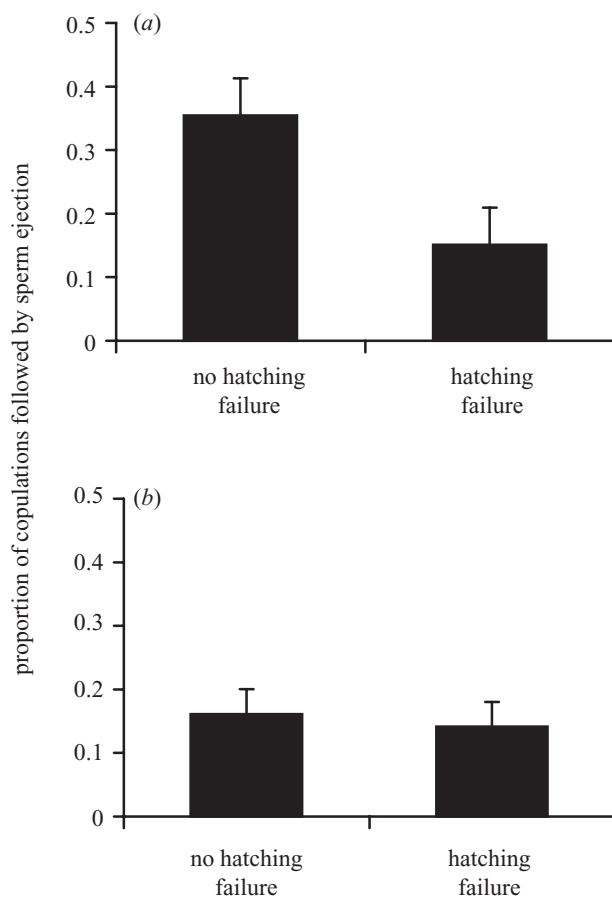 proportion of copulations followed by sperm ejection
(a)
0.5
0.4
0.3
0.2
0.1
0
no hatching
failure
hatching
failure
(b)
0.5
0.4
0.3
0.2
0.1
0
no hatching
failure
hatching
failure